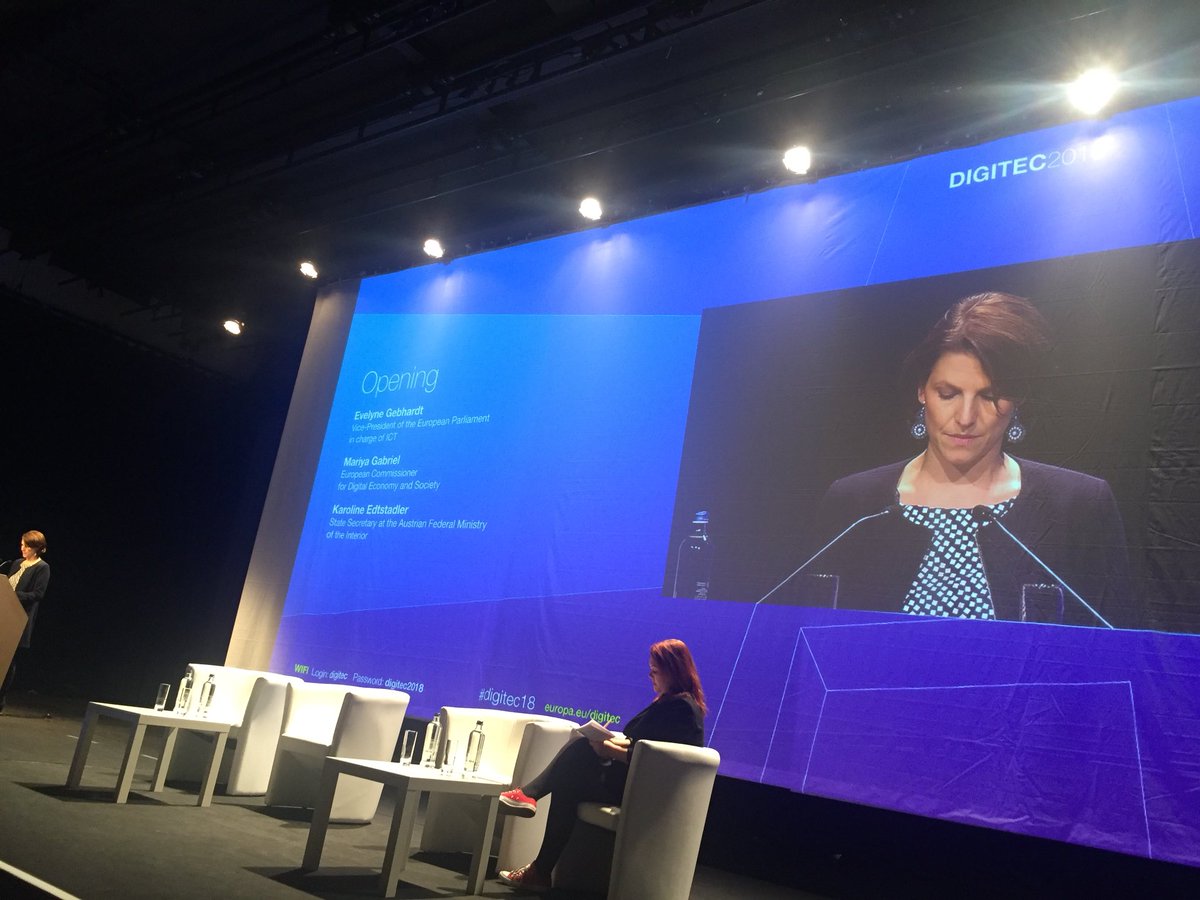 DIGITEC2018
Opening
Evelyne Gebhardt
Vice-President of the European Parliament
in charge of ICT
Mariya Gabriel
European Commissioner
for Digital Economy and Society
Karoline Edtstadler
State Secretary at the Austrian Federal Ministry
of the Interior
WIFI Login: digitec Password: digitec2018
#digitec18 europa.eu/digitec